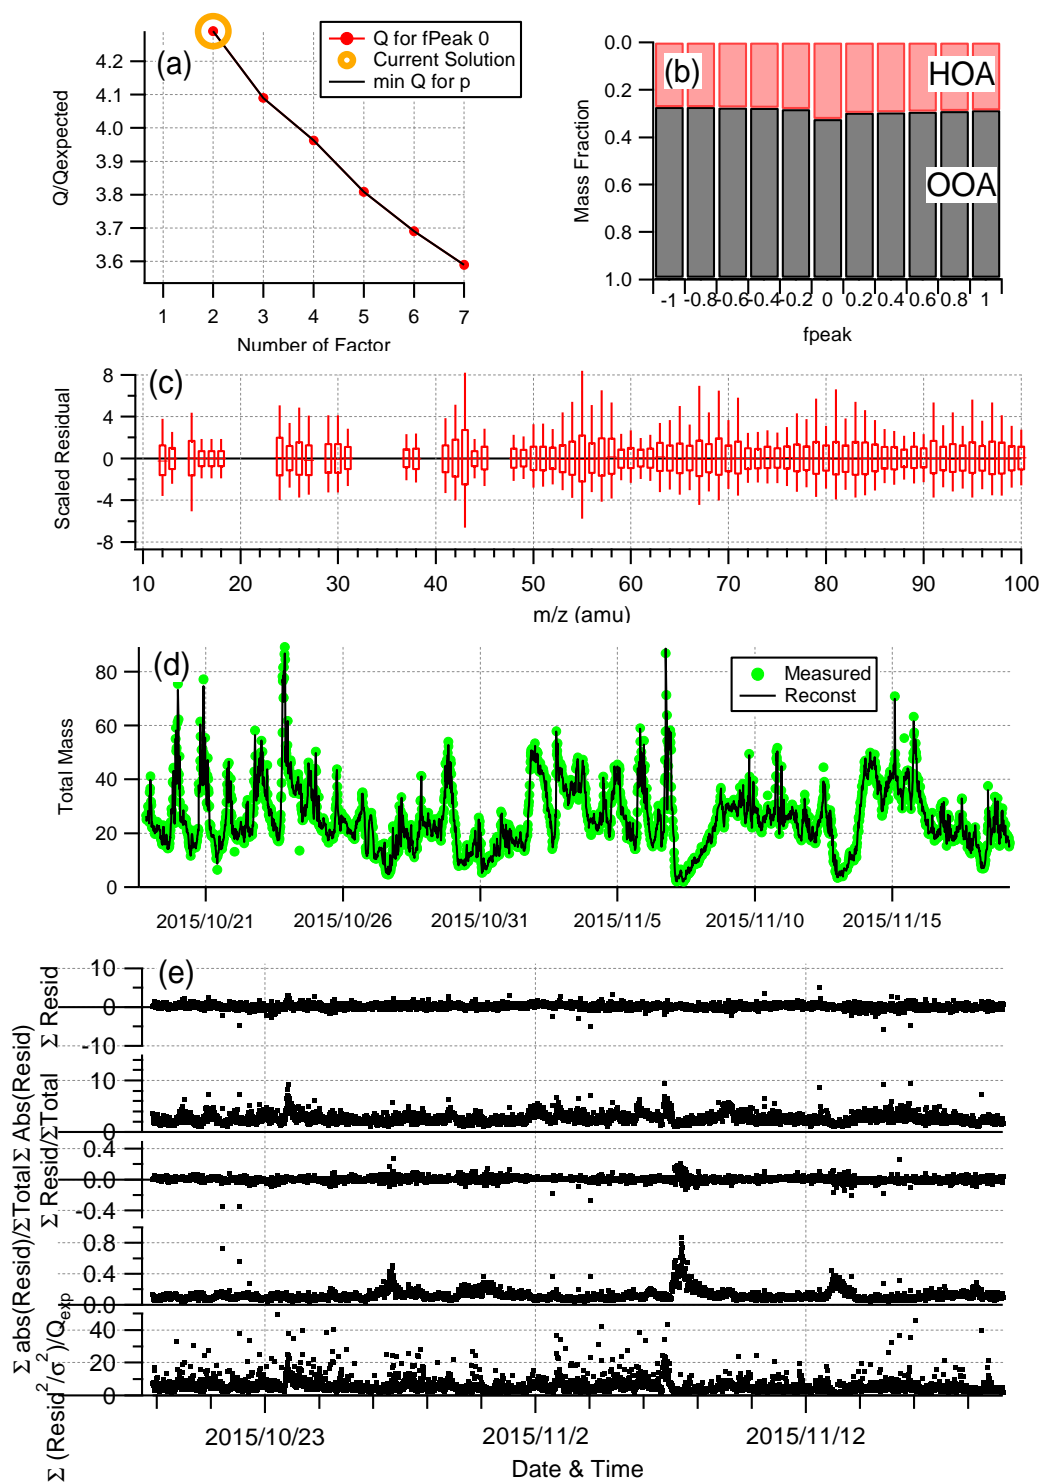 (a)
Q for fPeak 0
Current Solution
min Q for p
Q/Qexpected
4.2
4.1
4.0
3.9
3.8
3.7
3.6
1 2 3 4 5 6 7
Number of Factor
(b)
HOA
OOA
Mass Fraction
0.0
0.2
0.4
0.6
0.8
1.0
-1 -0.8 -0.6 -0.4 -0.2 0 0.2 0.4 0.6 0.8 1
fpeak
(c)
Scaled Residual
8
4
0
-4
-8
10 20 30 40 50 60 70 80 90 100
m/z (amu)
(d)
Measured
Reconst
Total Mass
80
60
40
20
0
2015/10/21 2015/10/26 2015/10/31 2015/11/5 2015/11/10 2015/11/15
(e)
Σ Resid
10
0
-10
Σ Abs(Resid)
10
0
Σ Resid/ΣTotal
0.4
0.0
-0.4
Σ abs(Resid)/ΣTotal
0.8
0.4
0.0
Σ (Resid²/σ²)/Q_exp
40
20
0
2015/10/23 2015/11/2 2015/11/12
Date & Time